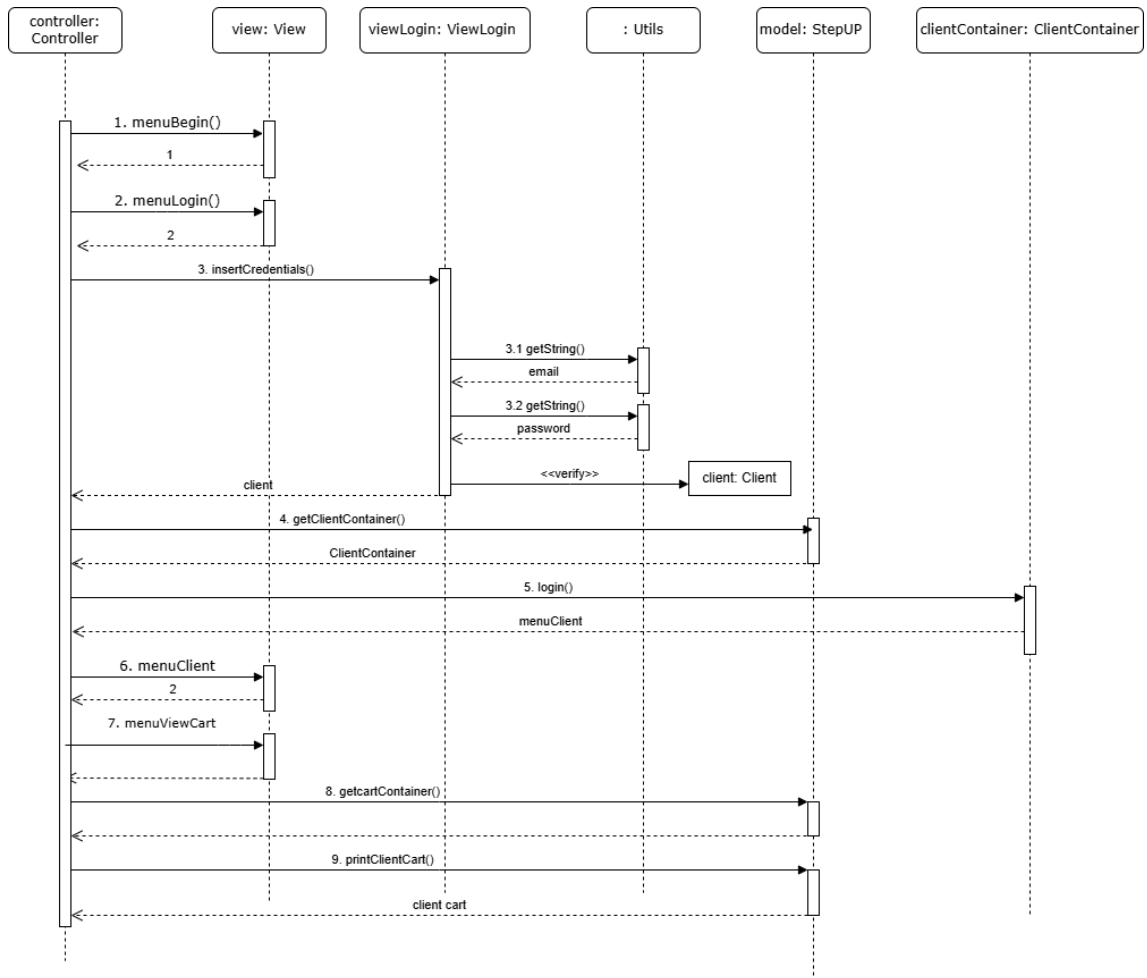 controller:
Controller
view: View
viewLogin: ViewLogin
: Utils
model: StepUP
clientContainer: ClientContainer
1. menuBegin()
1
2. menuLogin()
2
3. insertCredentials()
3.1 getString()
email
3.2 getString()
password
<<verify>>
client: Client
client
4. getClientContainer()
ClientContainer
5. login()
menuClient
6. menuClient
2
7. menuViewCart
8. getcartContainer()
9. printClientCart()
client cart